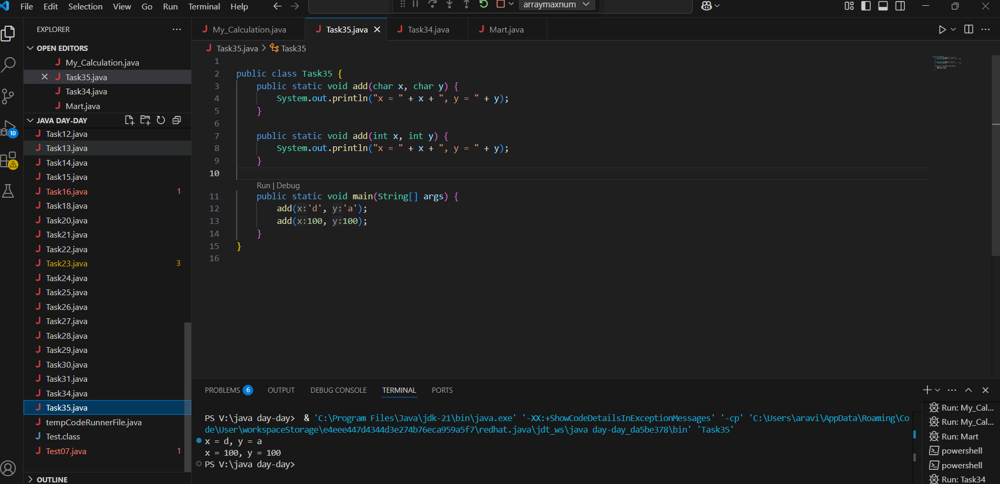 File Edit Selection View Go Run Terminal Help
arraymaxnum
EXPLORER
OPEN EDITORS
My_Calculation.java
Task35.java
Task34.java
Mart.java
JAVA DAY-DAY
Task12.java
Task13.java
Task14.java
Task15.java
Task16.java 1
Task18.java
Task20.java
Task21.java
Task22.java
Task23.java 3
Task24.java
Task25.java
Task26.java
Task27.java
Task28.java
Task29.java
Task30.java
Task31.java
Task34.java
Task35.java
tempCodeRunnerFile.java
Test.class
Test07.java 1
OUTLINE
10
My_Calculation.java Task35.java Task34.java Mart.java
Task35.java > Task35
1
2 public class Task35 {
3 public static void add(char x, char y) {
4 System.out.println("x = " + x + ", y = " + y);
5 }
6
7 public static void add(int x, int y) {
8 System.out.println("x = " + x + ", y = " + y);
9 }
10
Run | Debug
11 public static void main(String[] args) {
12 add(x:'d', y:'a');
13 add(x:100, y:100);
14 }
15 }
16
PROBLEMS 6 OUTPUT DEBUG CONSOLE TERMINAL PORTS
PS V:\java day-day> & 'C:\Program Files\Java\jdk-21\bin\java.exe' '-XX:+ShowCodeDetailsInExceptionMessages' '-cp' 'C:\Users\aravi\AppData\Roaming\Co
de\User\workspaceStorage\e4eee447d4344d3e274b76eca959a5f7\redhat.java\jdt_ws\java day-day_da5be378\bin' 'Task35'
x = d, y = a
x = 100, y = 100
PS V:\java day-day>
Run: My_Cal...
Run: My_Cal...
Run: Mart
powershell
powershell
Run: Task34